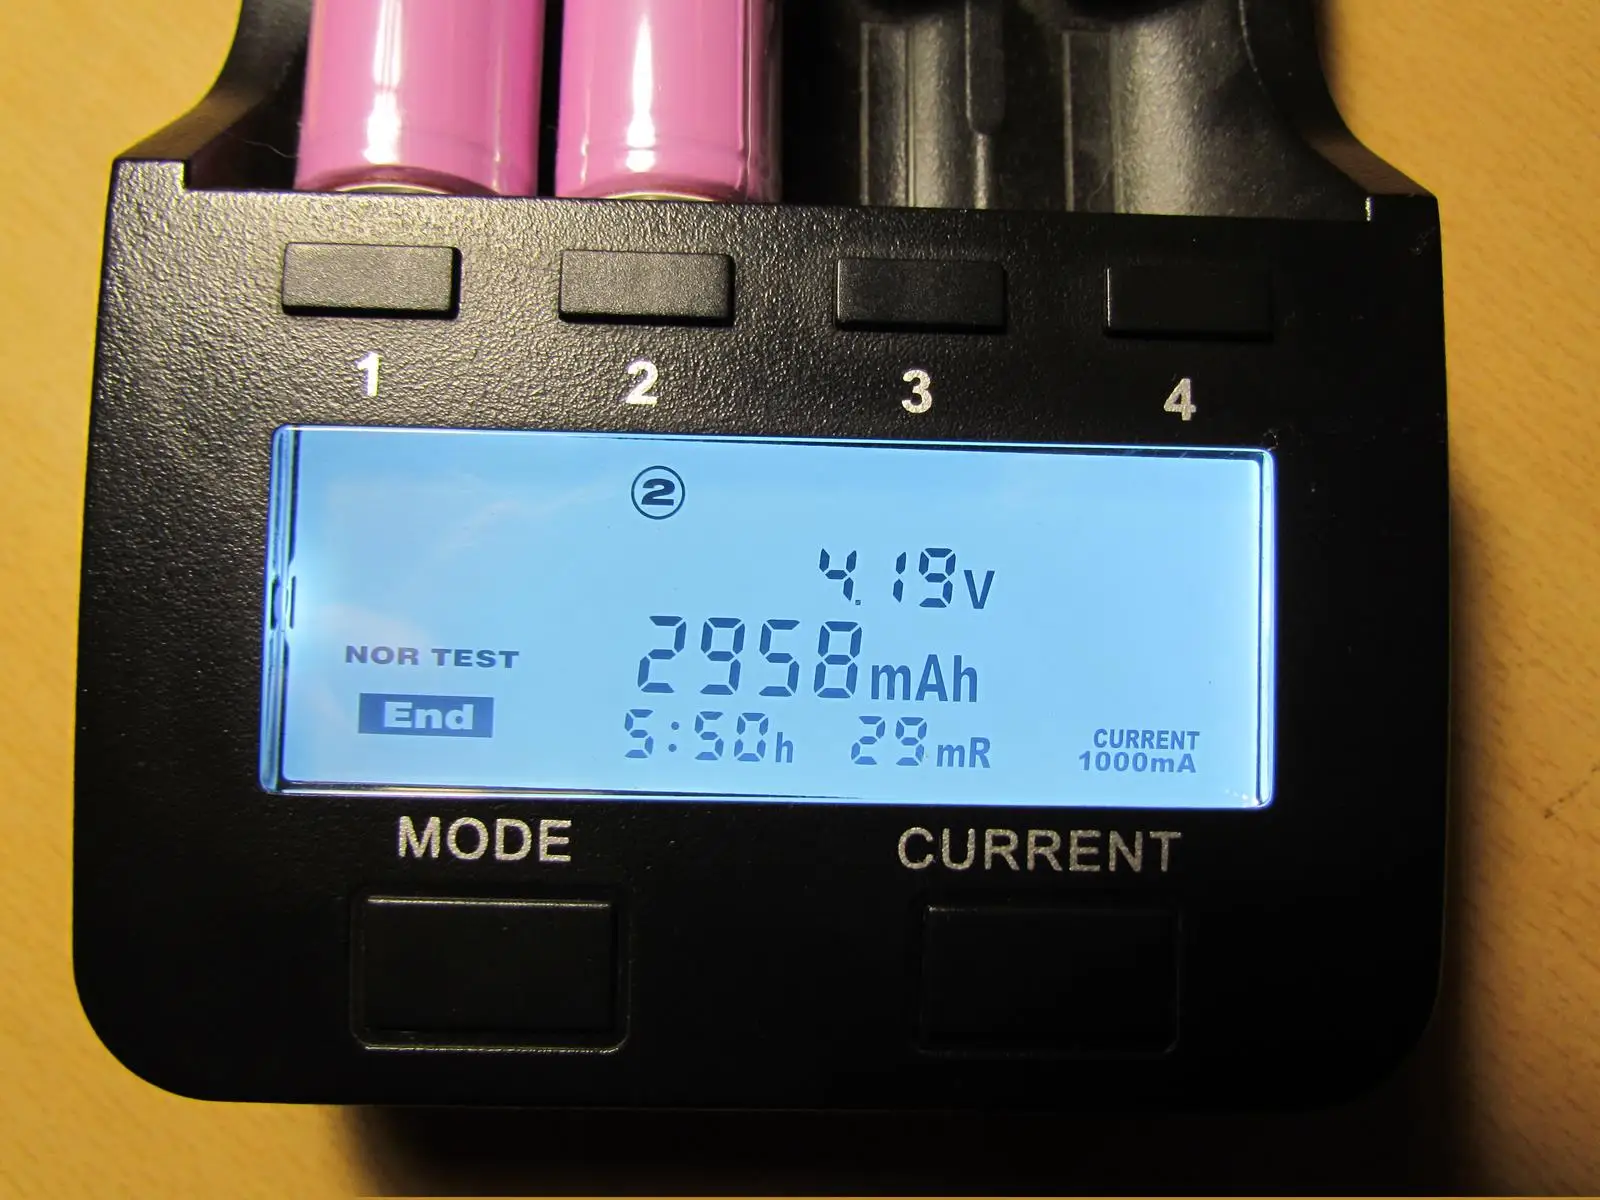 1 2 3 4
2
4.19V
2958mAh
NOR TEST
End
5:50h 29mR
CURRENT
1000mA
MODE CURRENT